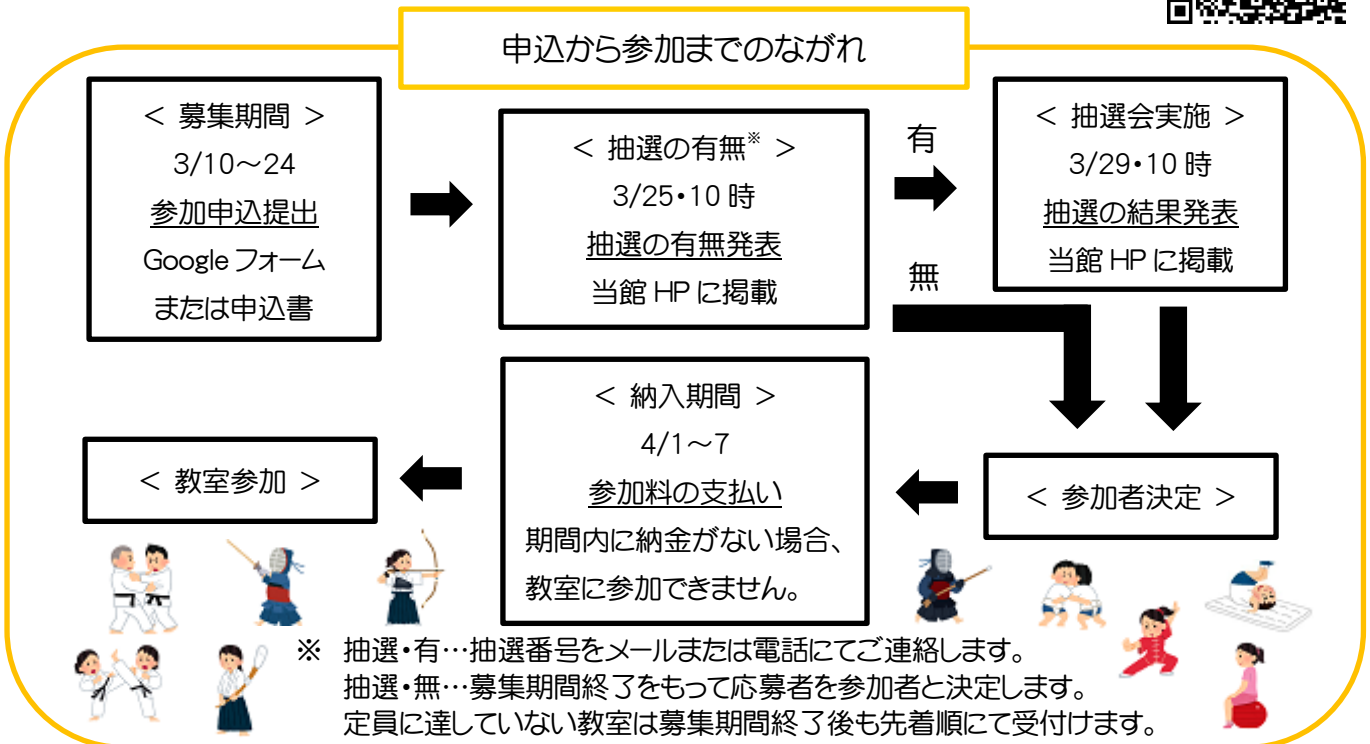 申込から参加までのながれ
< 募集期間 >
3/10～24
参加申込提出
Google フォーム
または申込書
< 抽選の有無※ >
3/25・10 時
抽選の有無発表
当館 HP に掲載
有
無
< 抽選会実施 >
3/29・10 時
抽選の結果発表
当館 HP に掲載
< 参加者決定 >
< 納入期間 >
4/1～7
参加料の支払い
期間内に納金がない場合、
教室に参加できません。
< 教室参加 >
※ 抽選・有…抽選番号をメールまたは電話にてご連絡します。
抽選・無…募集期間終了をもって応募者を参加者と決定します。
定員に達していない教室は募集期間終了後も先着順にて受付けます。